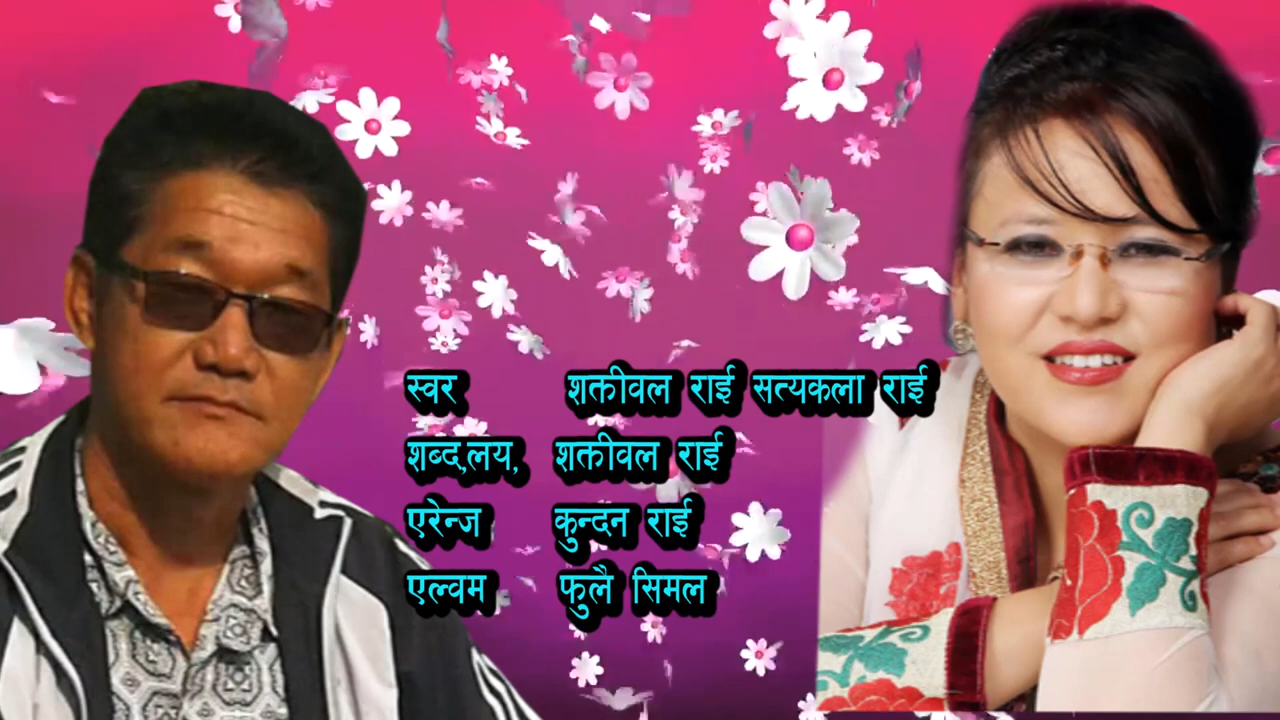 स्वर शक्तीवल राई सत्यकला राई
शब्द,लय, शक्तीवल राई
एरेन्ज कुन्दन राई
एल्वम फुलै सिमल